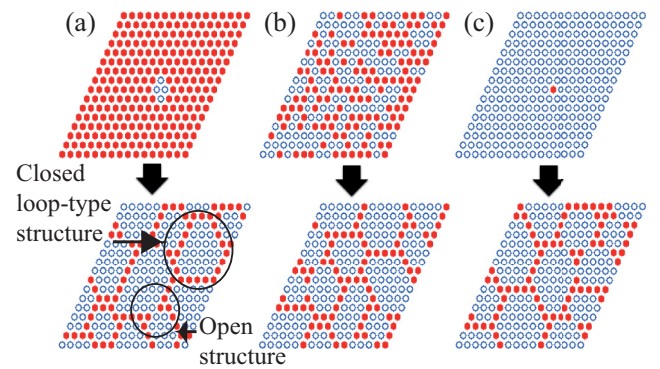 (a)
(b)
(c)
Closed
loop-type
structure
Open
structure